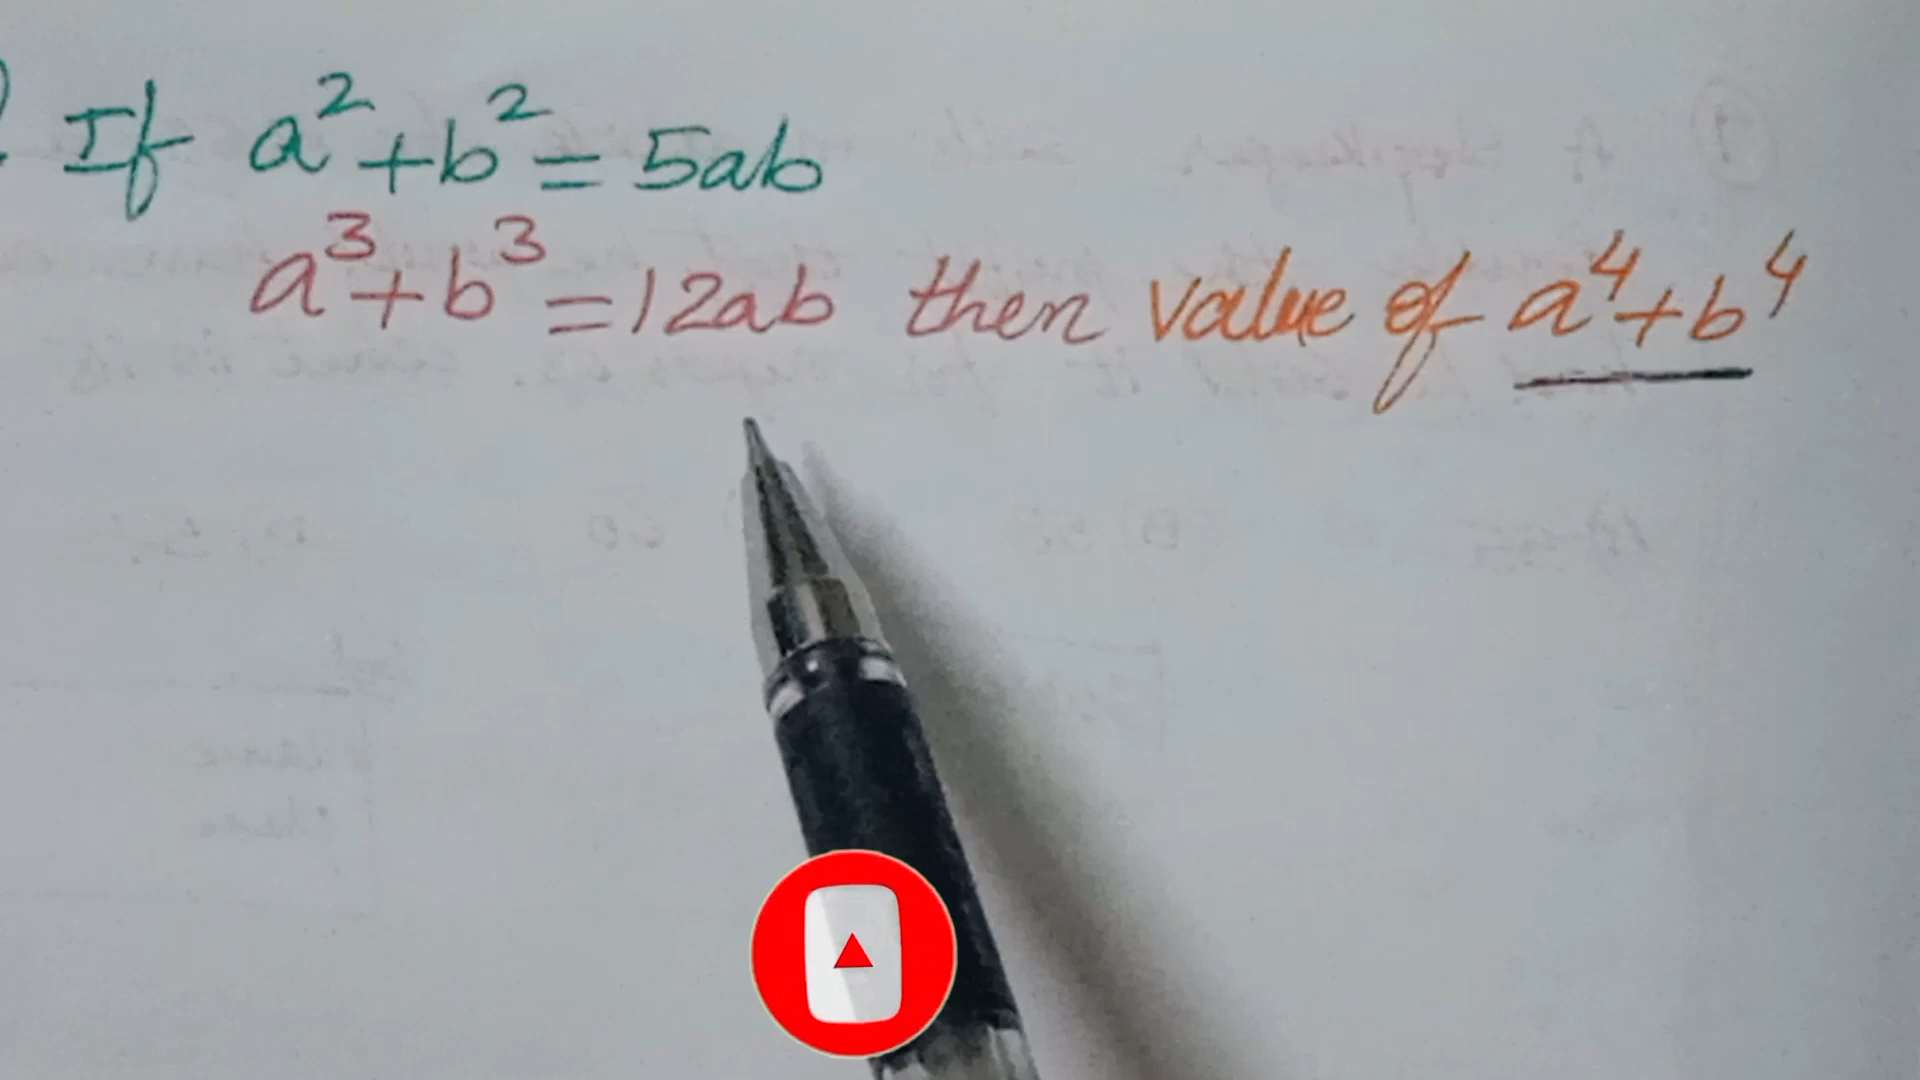 If a²+b²=5ab
a³+b³=12ab then value of a⁴+b⁴